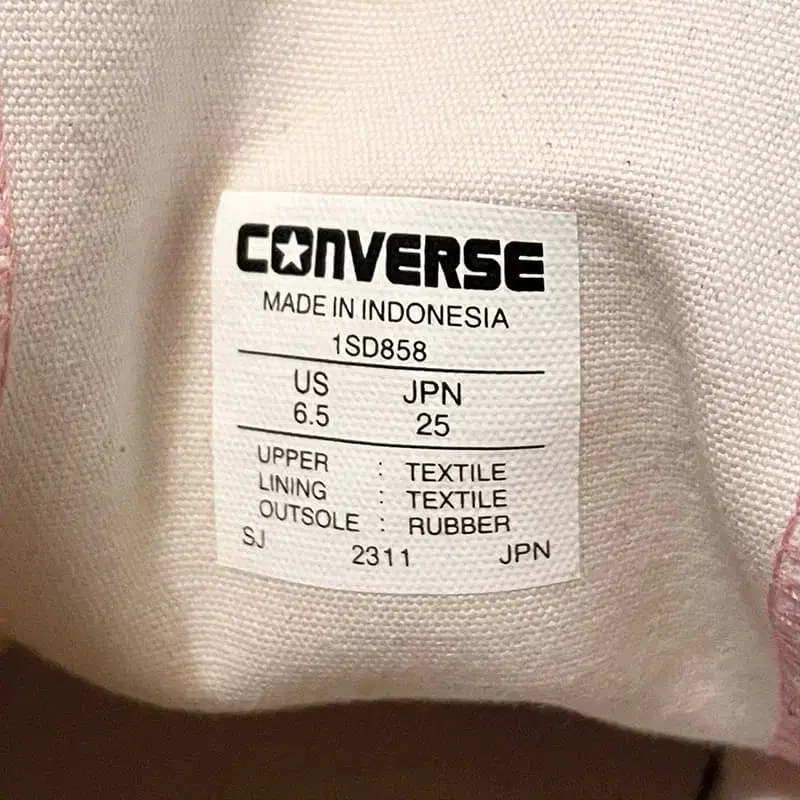 CONVERSE
MADE IN INDONESIA
1SD858
US JPN
6.5 25
UPPER : TEXTILE
LINING : TEXTILE
OUTSOLE : RUBBER
SJ 2311 JPN